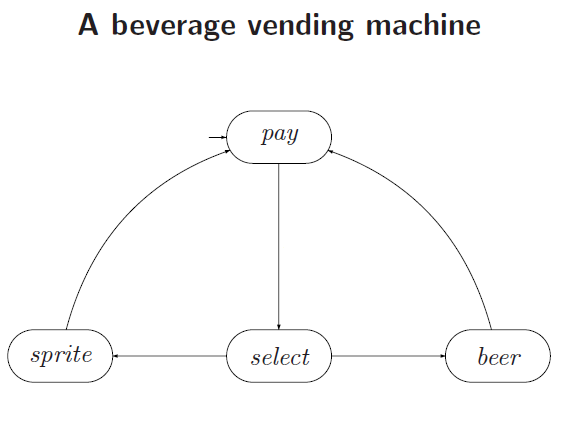 A beverage vending machine
pay
sprite
select
beer